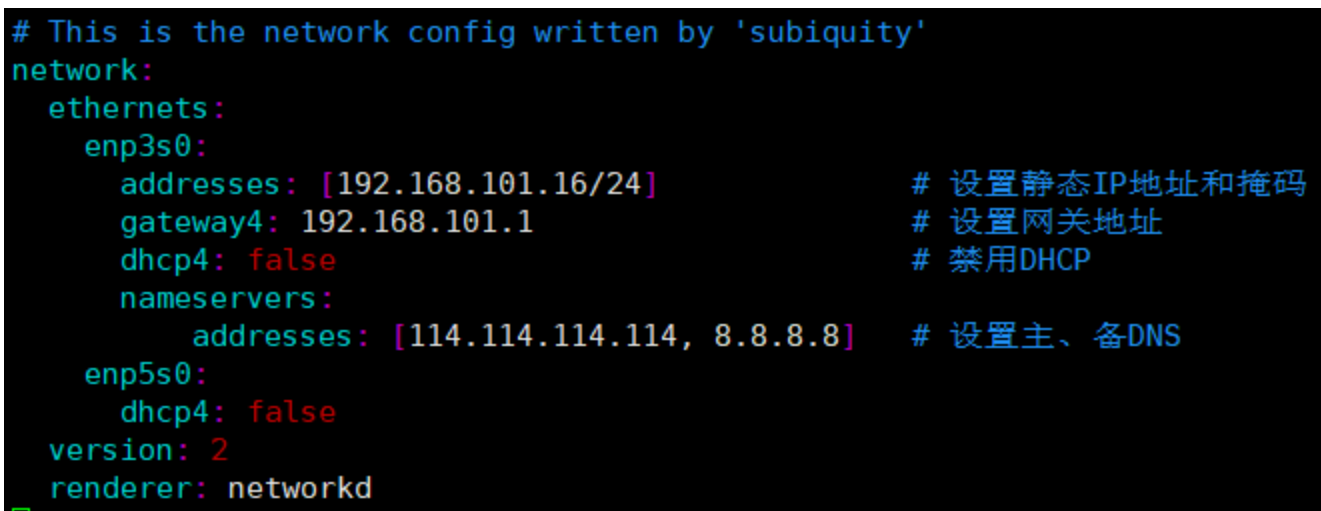 # This is the network config written by 'subiquity'
network:
  ethernets:
    enp3s0:
      addresses: [192.168.101.16/24]              # 设置静态IP地址和掩码
      gateway4: 192.168.101.1                     # 设置网关地址
      dhcp4: false                                # 禁用DHCP
      nameservers:
          addresses: [114.114.114.114, 8.8.8.8]   # 设置主、备DNS
    enp5s0:
      dhcp4: false
  version: 2
  renderer: networkd